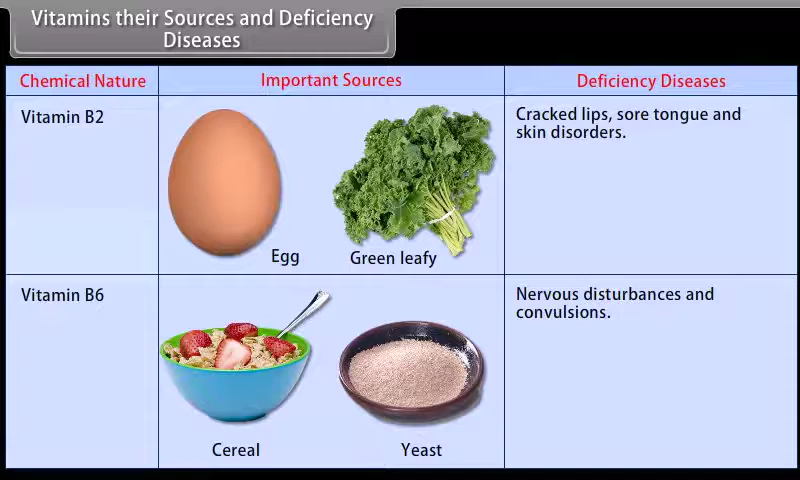 Vitamins their Sources and Deficiency
Diseases
Chemical Nature
Important Sources
Deficiency Diseases
Vitamin B2
Egg
Green leafy
Cracked lips, sore tongue and
skin disorders.
Vitamin B6
Cereal
Yeast
Nervous disturbances and
convulsions.